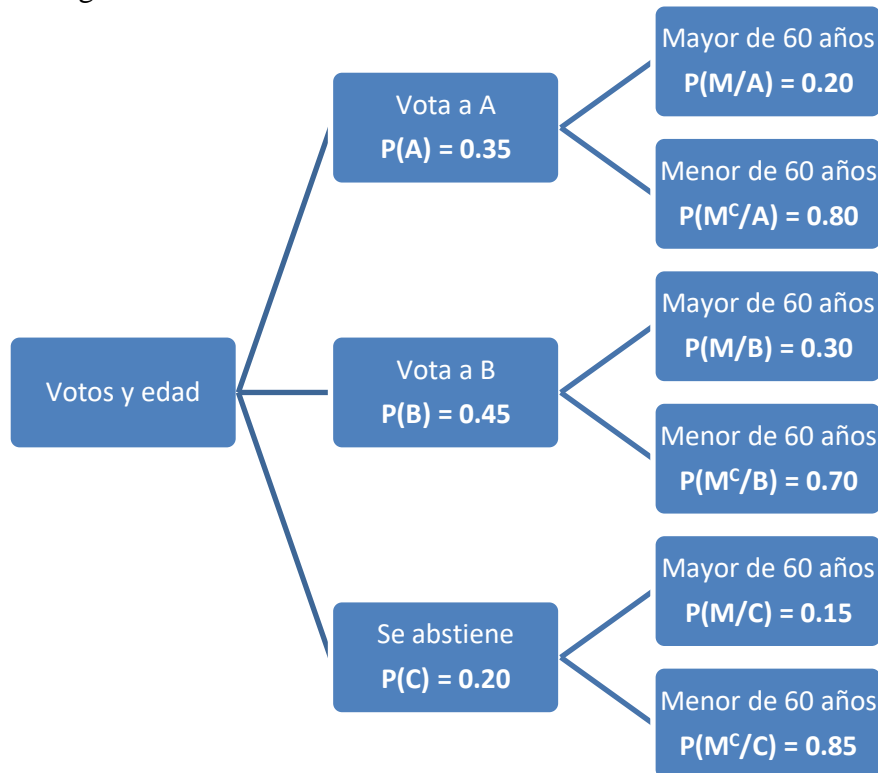 Votos y edad
Vota a A
P(A) = 0.35
Mayor de 60 años
P(M/A) = 0.20
Menor de 60 años
P(Mᶜ/A) = 0.80
Vota a B
P(B) = 0.45
Mayor de 60 años
P(M/B) = 0.30
Menor de 60 años
P(Mᶜ/B) = 0.70
Se abstiene
P(C) = 0.20
Mayor de 60 años
P(M/C) = 0.15
Menor de 60 años
P(Mᶜ/C) = 0.85